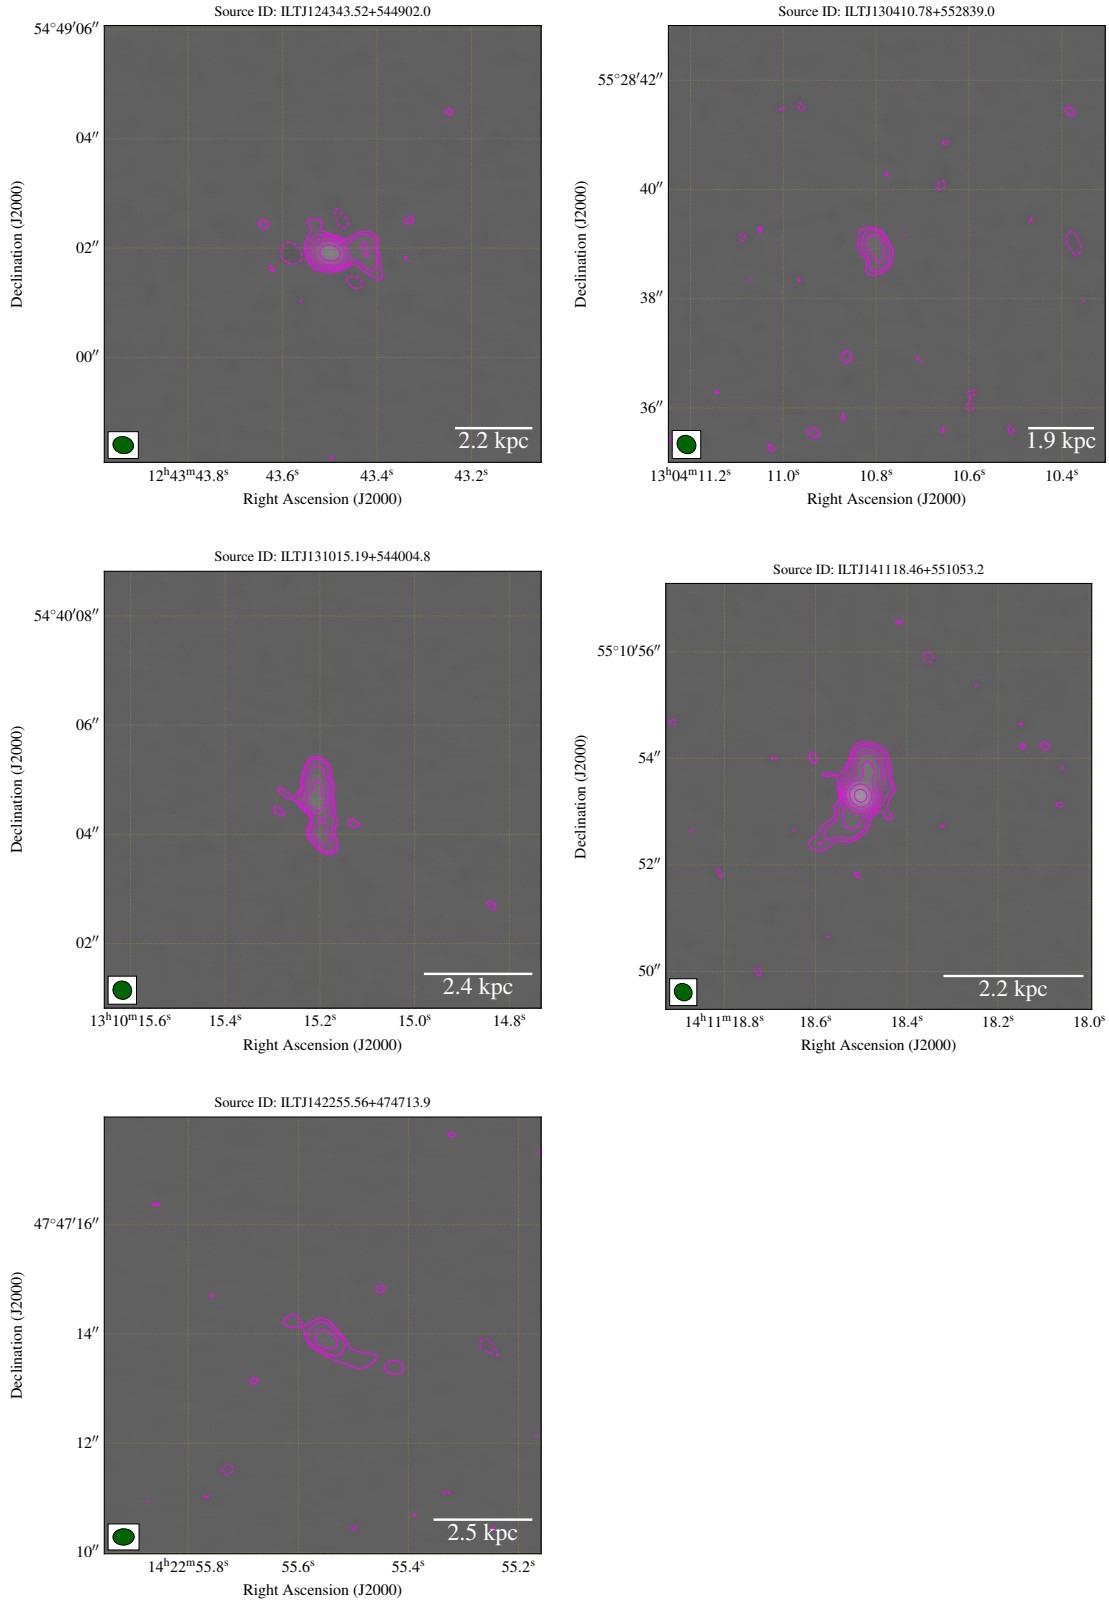 Source ID: ILTJ124343.52+544902.0
54°49′06″
04″
02″
00″
Declination (J2000)
2.2 kpc
12ʰ43ᵐ43.8ˢ 43.6ˢ 43.4ˢ 43.2ˢ
Right Ascension (J2000)
Source ID: ILTJ130410.78+552839.0
55°28′42″
40″
38″
36″
Declination (J2000)
1.9 kpc
13ʰ04ᵐ11.2ˢ 11.0ˢ 10.8ˢ 10.6ˢ 10.4ˢ
Right Ascension (J2000)
Source ID: ILTJ131015.19+544004.8
54°40′08″
06″
04″
02″
Declination (J2000)
2.4 kpc
13ʰ10ᵐ15.6ˢ 15.4ˢ 15.2ˢ 15.0ˢ 14.8ˢ
Right Ascension (J2000)
Source ID: ILTJ141118.46+551053.2
55°10′56″
54″
52″
50″
Declination (J2000)
2.2 kpc
14ʰ11ᵐ18.8ˢ 18.6ˢ 18.4ˢ 18.2ˢ 18.0ˢ
Right Ascension (J2000)
Source ID: ILTJ142255.56+474713.9
47°47′16″
14″
12″
10″
Declination (J2000)
2.5 kpc
14ʰ22ᵐ55.8ˢ 55.6ˢ 55.4ˢ 55.2ˢ
Right Ascension (J2000)